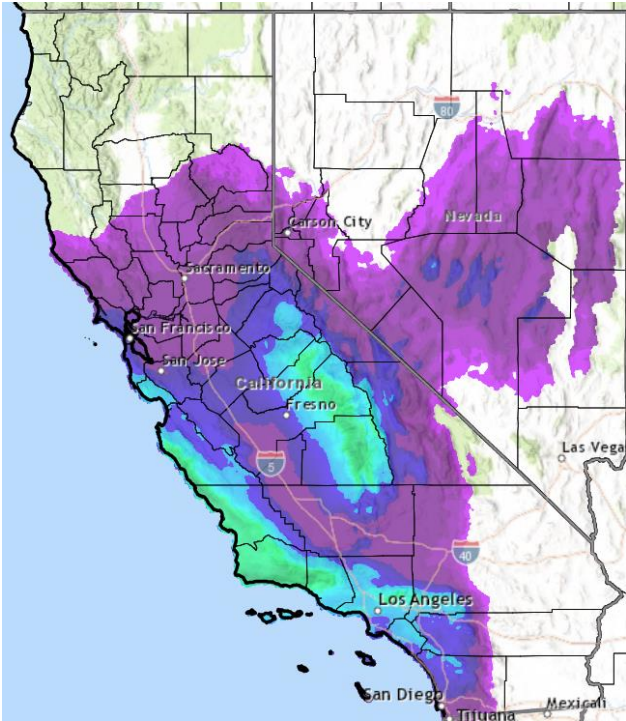 80
Nevada
Carson City
Sacramento
San Francisco
San Jose
California
Fresno
Las Vega
5
40
Los Angeles
San Diego
Mexicali
Tijuana